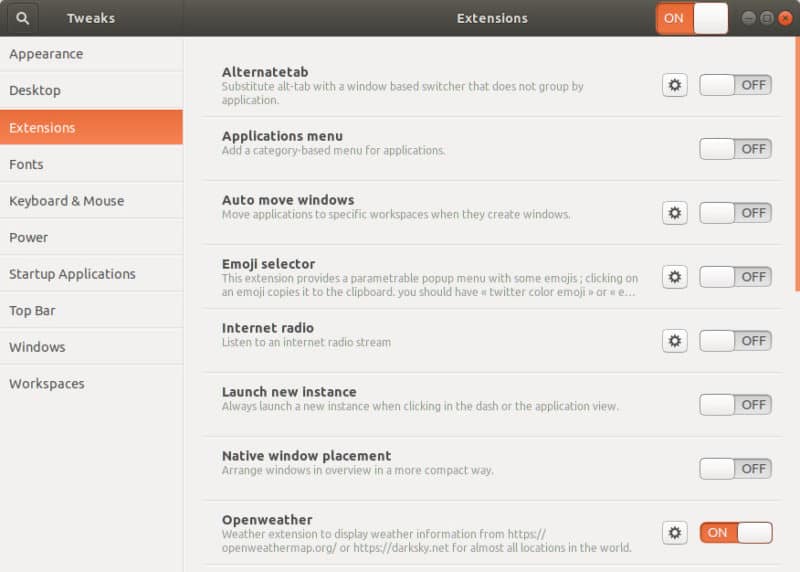 Tweaks
Extensions
ON
Appearance
Desktop
Extensions
Fonts
Keyboard & Mouse
Power
Startup Applications
Top Bar
Windows
Workspaces
Alternatetab
Substitute alt-tab with a window based switcher that does not group by
application.
OFF
Applications menu
Add a category-based menu for applications.
OFF
Auto move windows
Move applications to specific workspaces when they create windows.
OFF
Emoji selector
This extension provides a parametrable popup menu with some emojis ; clicking on
an emoji copies it to the clipboard. you should have « twitter color emoji » or « e…
OFF
Internet radio
Listen to an internet radio stream
OFF
Launch new instance
Always launch a new instance when clicking in the dash or the application view.
OFF
Native window placement
Arrange windows in overview in a more compact way.
OFF
Openweather
Weather extension to display weather information from https://
openweathermap.org/ or https://darksky.net for almost all locations in the world.
ON